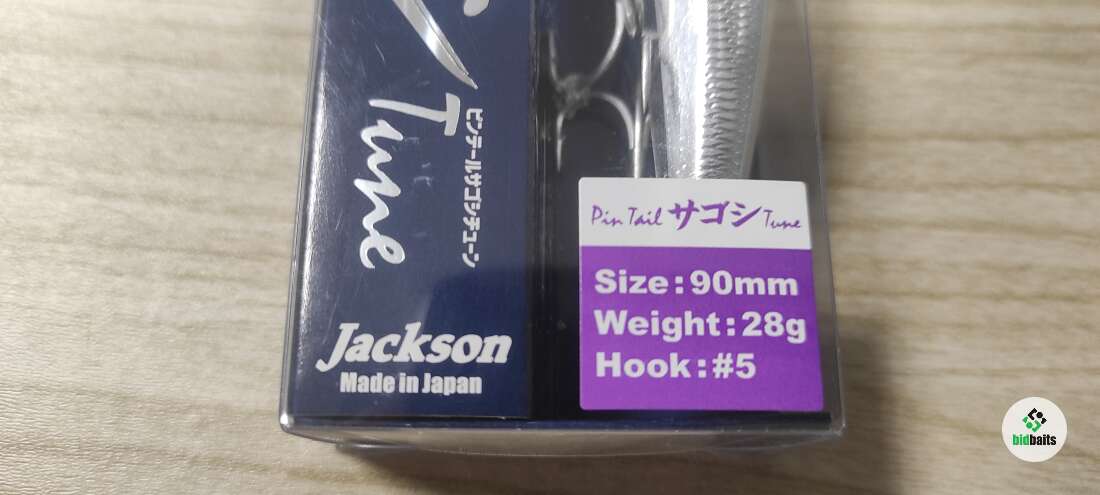 Tune
ピンテールサゴシチューン
Jackson
Made in Japan
Pin Tail サゴシ Tune
Size:90mm
Weight:28g
Hook:#5
bidbaits